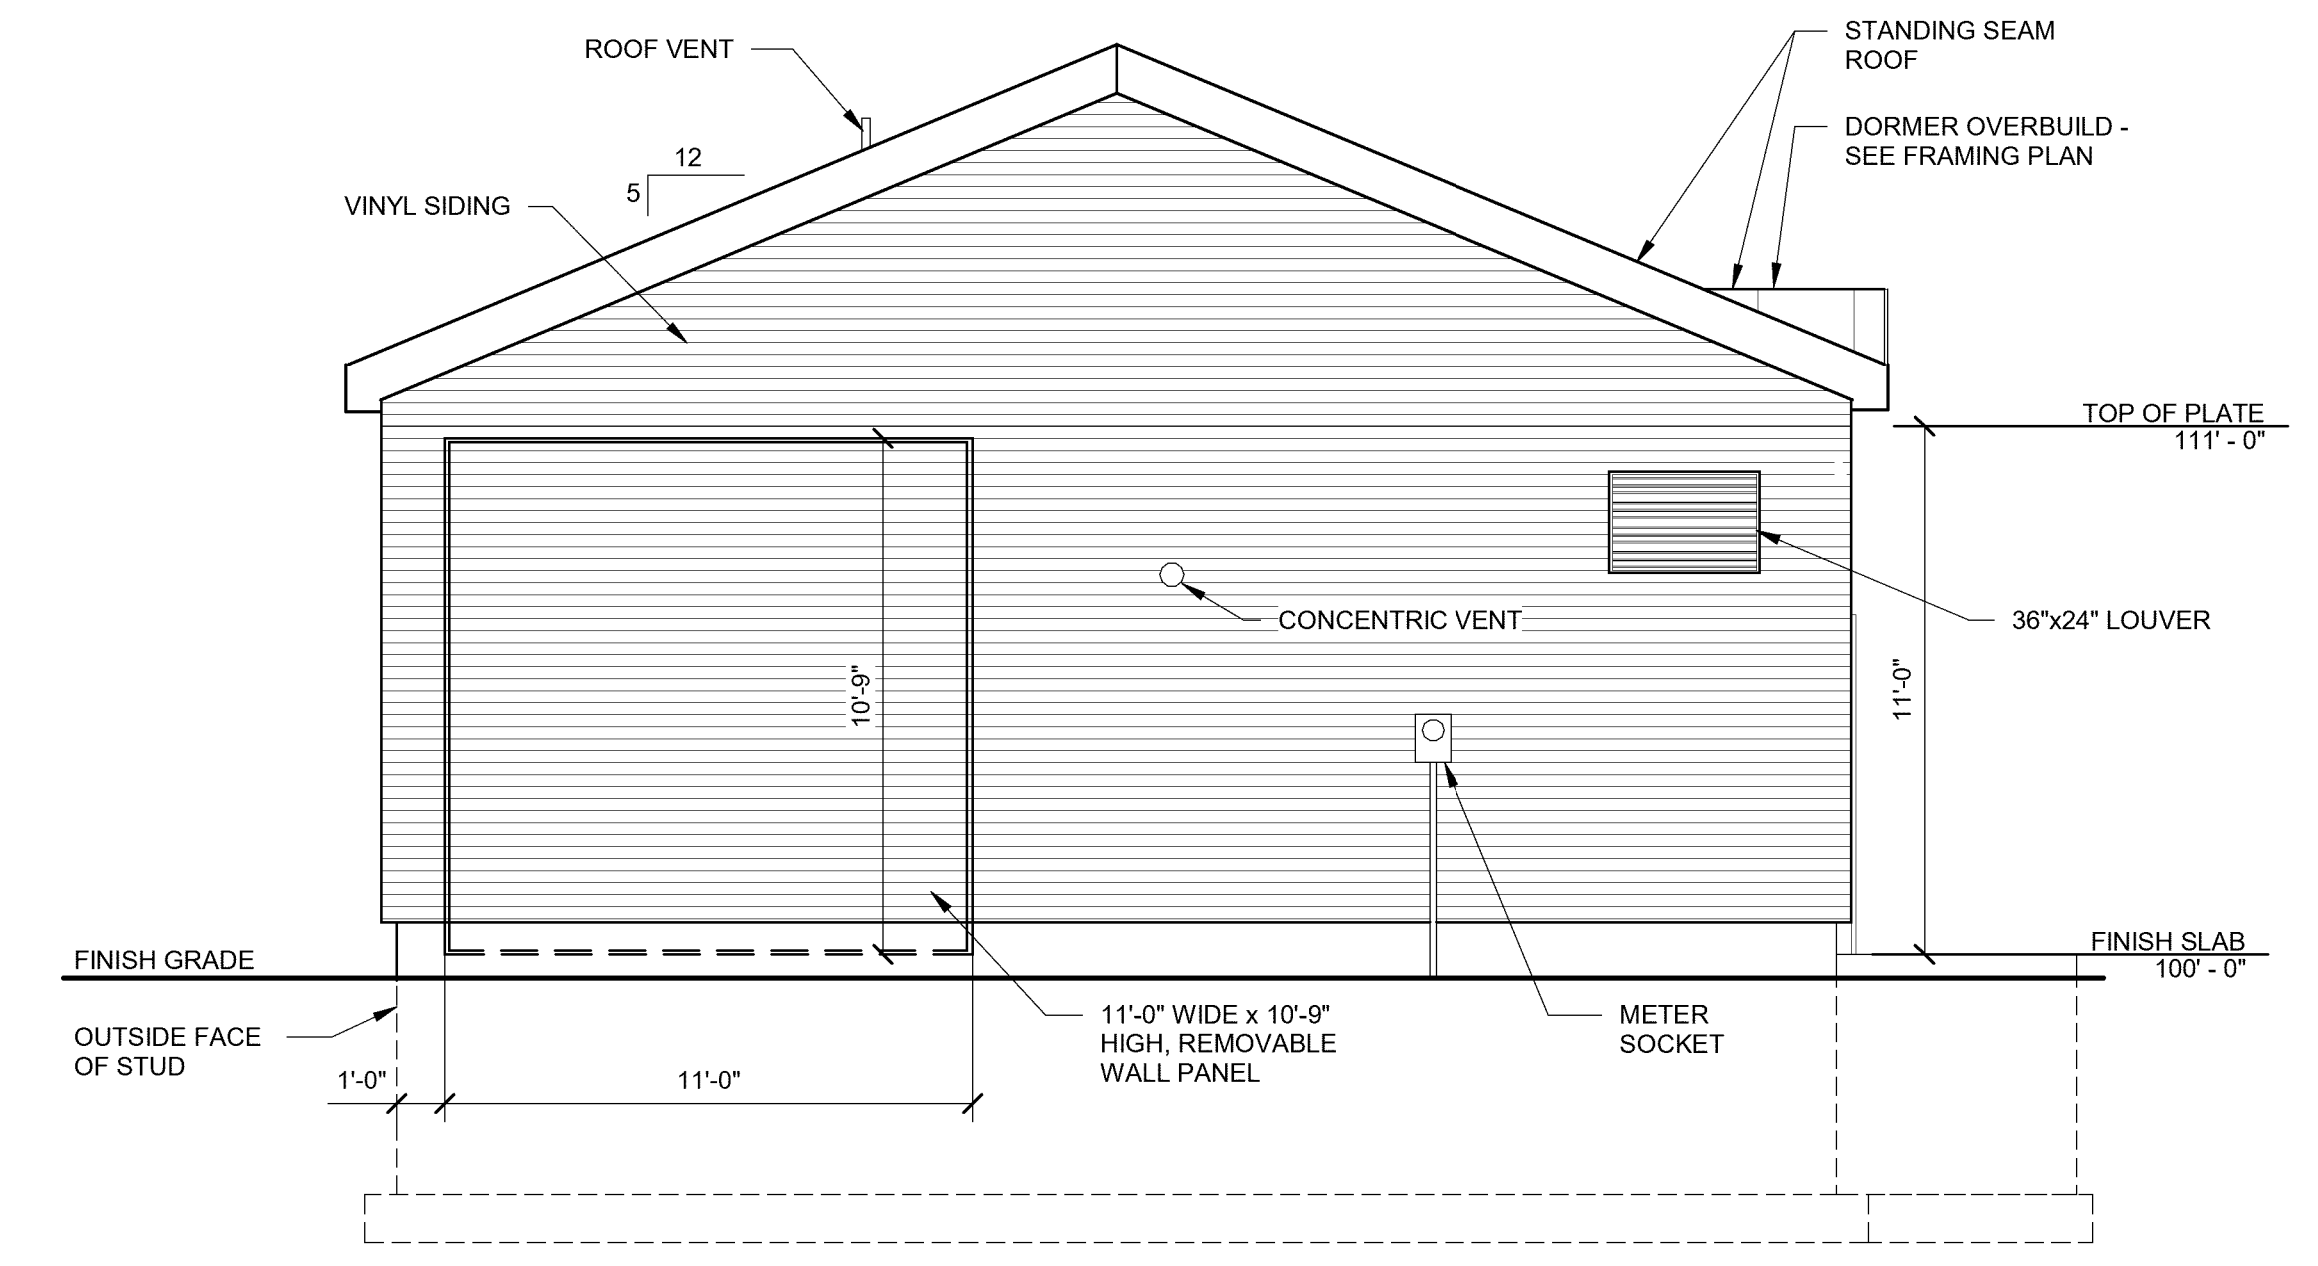 ROOF VENT
STANDING SEAM
ROOF
DORMER OVERBUILD -
SEE FRAMING PLAN
12
5
VINYL SIDING
TOP OF PLATE
111' - 0"
CONCENTRIC VENT
36"x24" LOUVER
10'-9"
11'-0"
FINISH GRADE
FINISH SLAB
100' - 0"
OUTSIDE FACE
OF STUD
11'-0" WIDE x 10'-9"
HIGH, REMOVABLE
WALL PANEL
METER
SOCKET
1'-0"
11'-0"